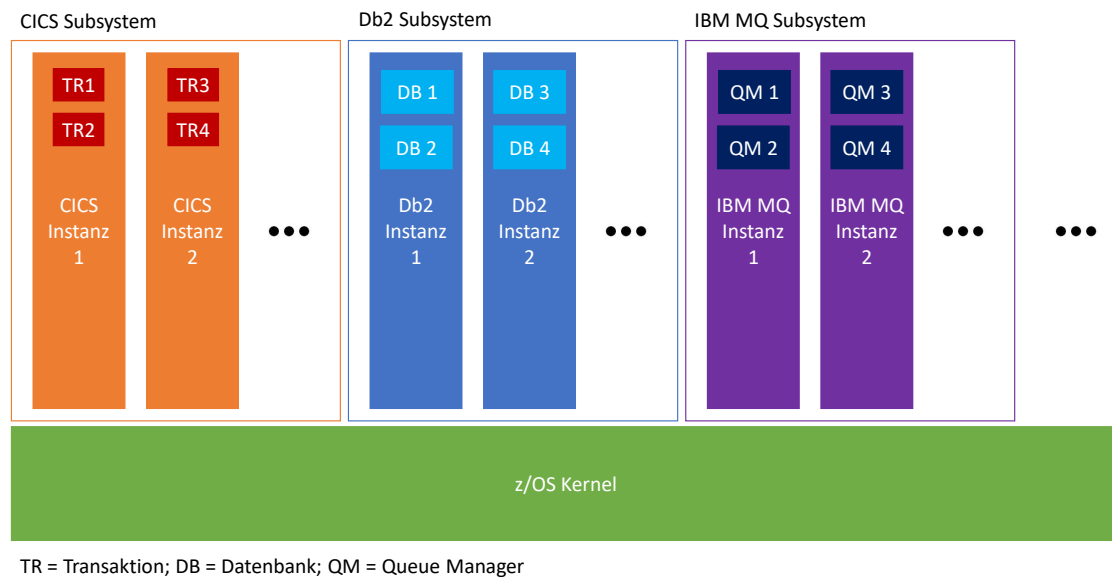 CICS Subsystem
Db2 Subsystem
IBM MQ Subsystem
TR1
TR3
TR2
TR4
CICS
Instanz
1
CICS
Instanz
2
•••
DB 1
DB 3
DB 2
DB 4
Db2
Instanz
1
Db2
Instanz
2
•••
QM 1
QM 3
QM 2
QM 4
IBM MQ
Instanz
1
IBM MQ
Instanz
2
•••
•••
z/OS Kernel
TR = Transaktion; DB = Datenbank; QM = Queue Manager